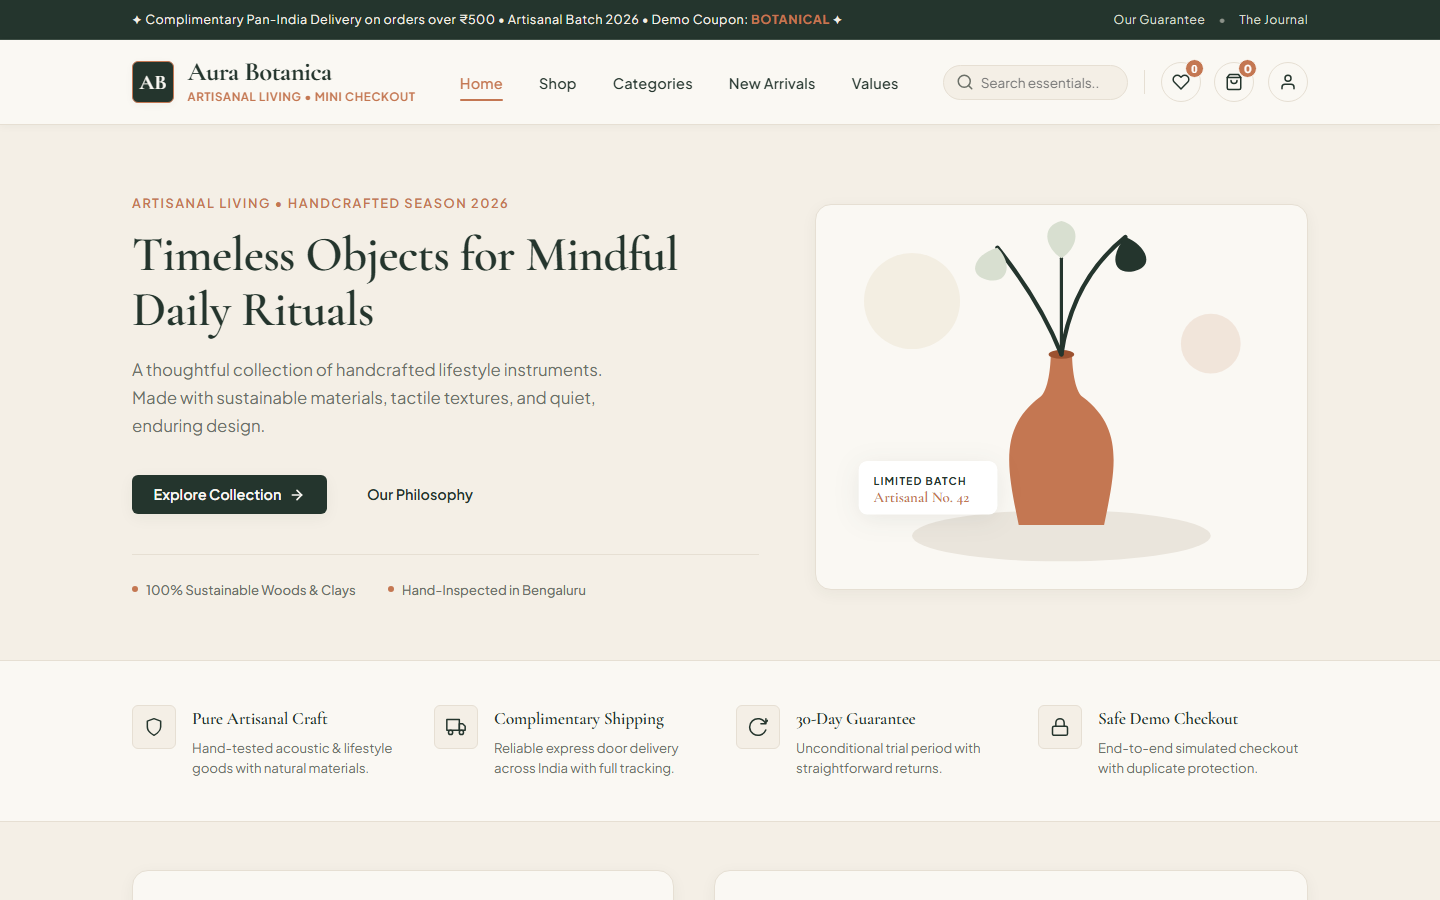 ✦ Complimentary Pan-India Delivery on orders over ₹500 • Artisanal Batch 2026 • Demo Coupon: BOTANICAL ✦
Our Guarantee • The Journal
AB
Aura Botanica
ARTISANAL LIVING • MINI CHECKOUT
Home
Shop
Categories
New Arrivals
Values
Search essentials..
0
0
ARTISANAL LIVING • HANDCRAFTED SEASON 2026
Timeless Objects for Mindful
Daily Rituals
A thoughtful collection of handcrafted lifestyle instruments.
Made with sustainable materials, tactile textures, and quiet,
enduring design.
Explore Collection →
Our Philosophy
100% Sustainable Woods & Clays
Hand-Inspected in Bengaluru
LIMITED BATCH
Artisanal No. 42
Pure Artisanal Craft
Hand-tested acoustic & lifestyle
goods with natural materials.
Complimentary Shipping
Reliable express door delivery
across India with full tracking.
30-Day Guarantee
Unconditional trial period with
straightforward returns.
Safe Demo Checkout
End-to-end simulated checkout
with duplicate protection.